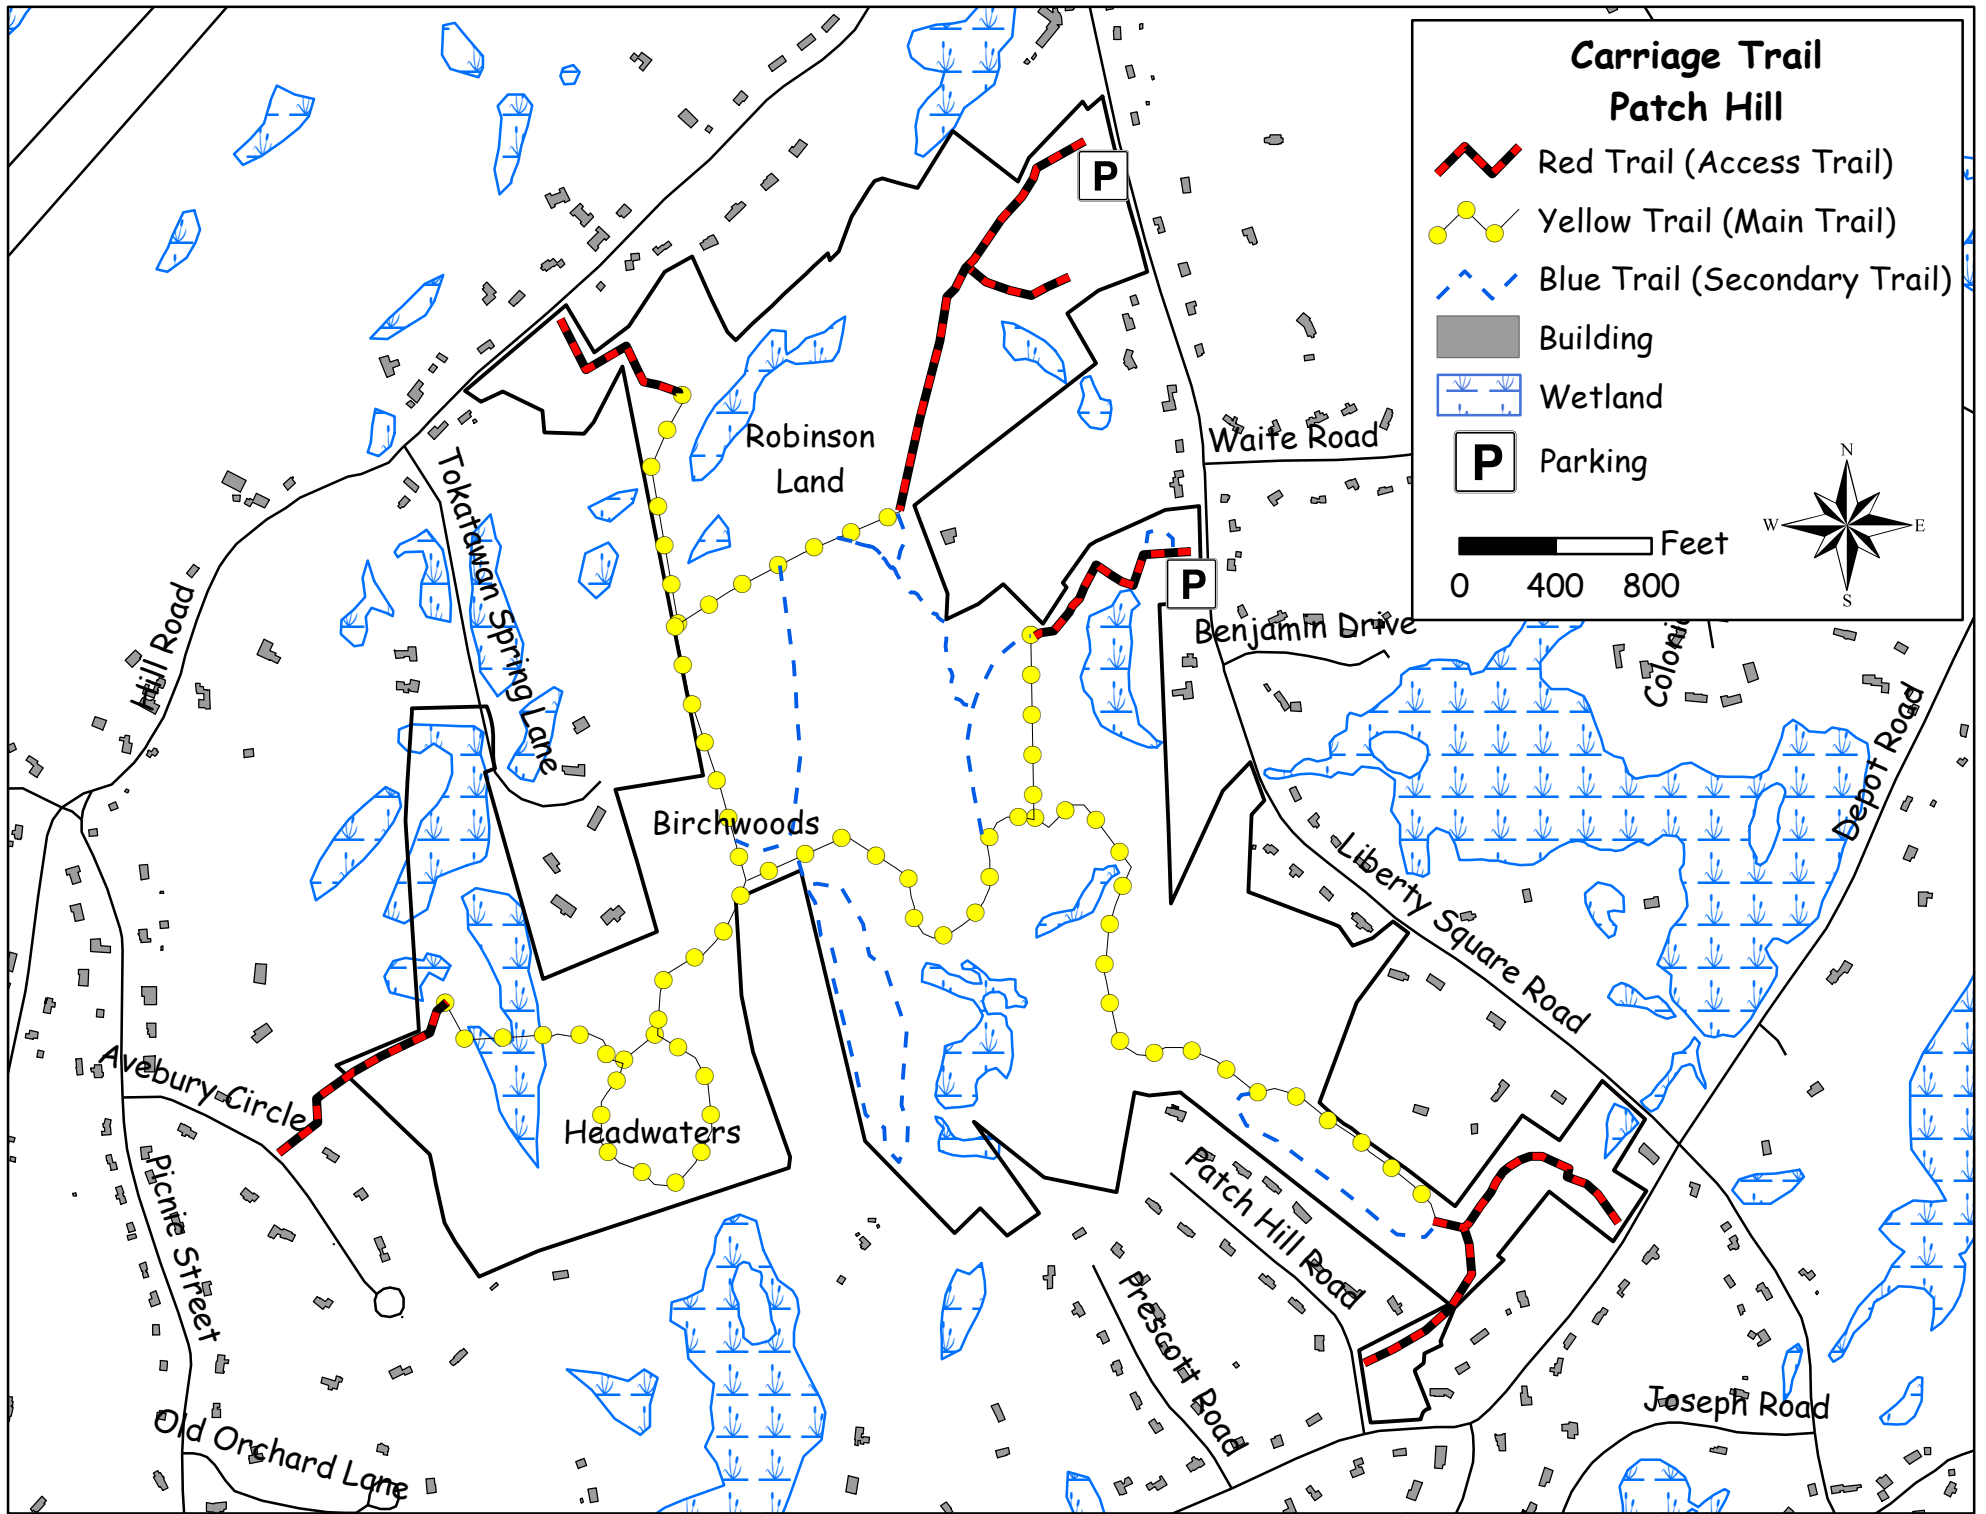 Carriage Trail
Patch Hill
Red Trail (Access Trail)
Yellow Trail (Main Trail)
Blue Trail (Secondary Trail)
Building
Wetland
P
Parking
N
W
E
S
Feet
0
400
800
P
Robinson
Land
Waite Road
Tokatawan Spring Lane
P
Benjamin Drive
Hill Road
Depot Road
Birchwoods
Liberty Square Road
Avebury Circle
Headwaters
Picnic Street
Patch Hill Road
Prescott Road
Joseph Road
Old Orchard Lane